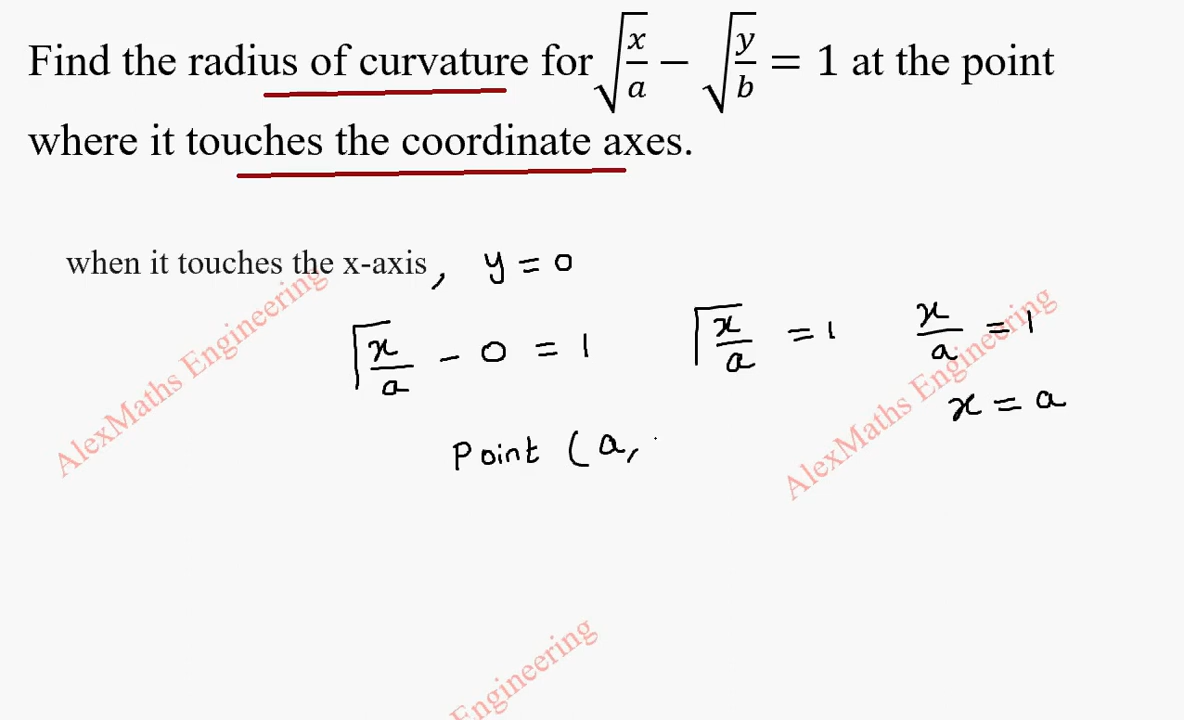 Find the radius of curvature for √(x/a) − √(y/b) = 1 at the point
where it touches the coordinate axes.
when it touches the x-axis, y = 0
√(x/a) − 0 = 1 √(x/a) = 1 x/a = 1
x = a
Point (a,
AlexMaths Engineering
AlexMaths Engineering
Engineering